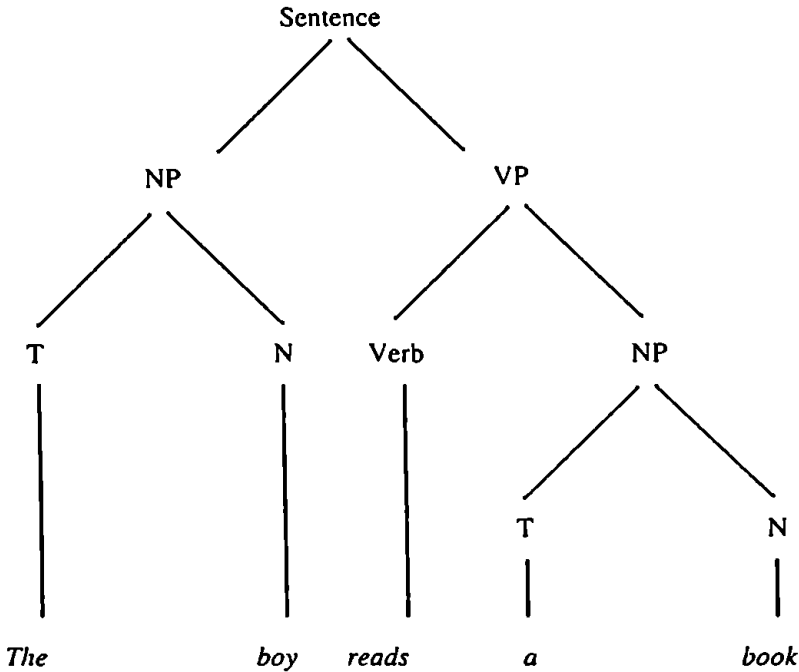 Sentence
NP VP
T N Verb NP
T N
The boy reads a book